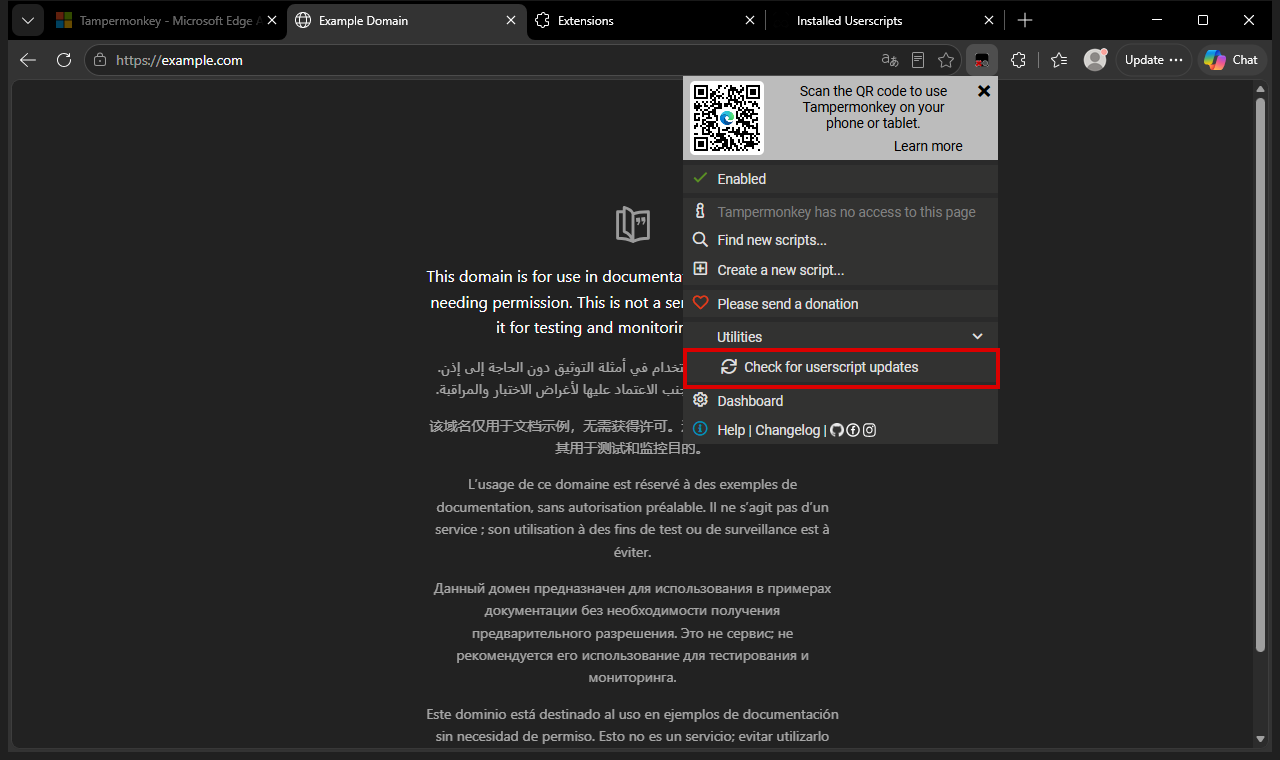 Tampermonkey - Microsoft Edge A
Example Domain
Extensions
Installed Userscripts
https://example.com
Update
Chat
Scan the QR code to use
Tampermonkey on your
phone or tablet.
Learn more
Enabled
Tampermonkey has no access to this page
Find new scripts...
Create a new script...
Please send a donation
Utilities
Check for userscript updates
Dashboard
Help | Changelog |
This domain is for use in documenta
needing permission. This is not a ser
it for testing and monitorin
ستخدام في أمثلة التوثيق دون الحاجة إلى إذن.
جنب الاعتماد عليها لأغراض الاختبار والمراقبة.
该域名仅用于文档示例，无需获得许可。
其用于测试和监控目的。
L'usage de ce domaine est réservé à des exemples de
documentation, sans autorisation préalable. Il ne s'agit pas d'un
service ; son utilisation à des fins de test ou de surveillance est à
éviter.
Данный домен предназначен для использования в примерах
документации без необходимости получения
предварительного разрешения. Это не сервис; не
рекомендуется его использование для тестирования и
мониторинга.
Este dominio está destinado al uso en ejemplos de documentación
sin necesidad de permiso. Esto no es un servicio; evitar utilizarlo